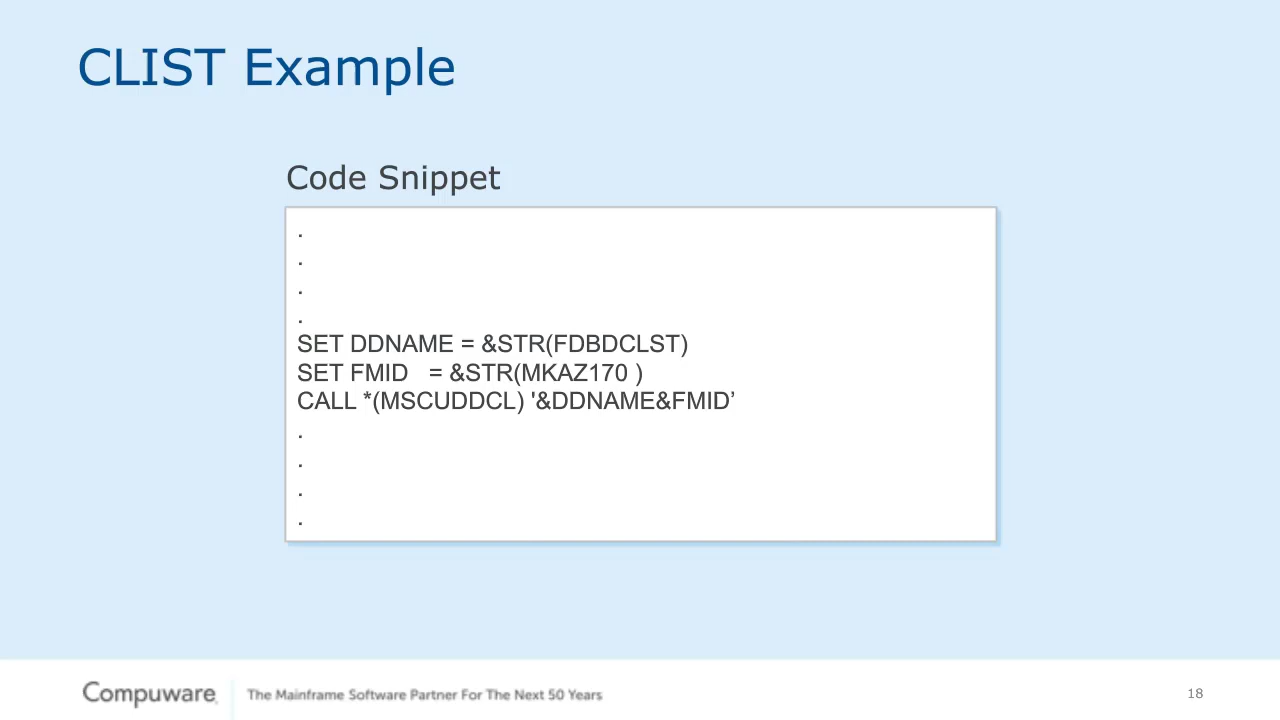 CLIST Example
Code Snippet
.
.
.
.
SET DDNAME = &STR(FDBDCLST)
SET FMID   = &STR(MKAZ170 )
CALL *(MSCUDDCL) '&DDNAME&FMID’
.
.
.
.
Compuware.
The Mainframe Software Partner For The Next 50 Years
18